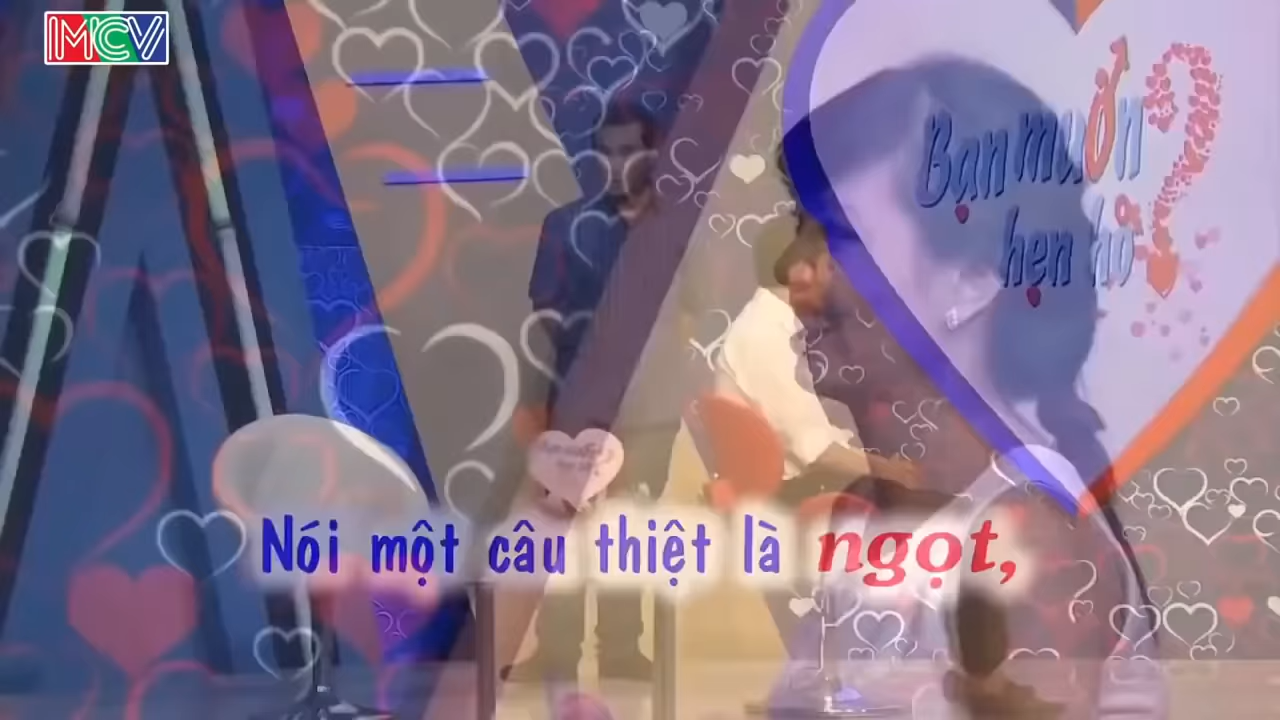 MCV
Bạn muốn
hẹn hò
?
Nói một câu thiệt là ngọt,